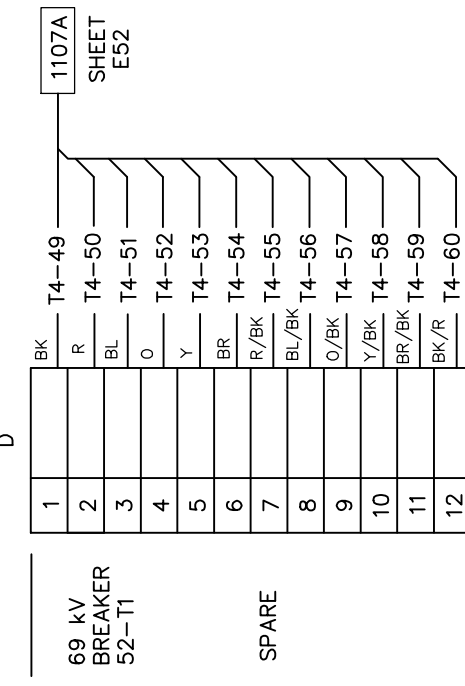 D
1107A
SHEET
E52
69 kV
BREAKER
52-T1
SPARE
1 BK T4-49
2 R T4-50
3 BL T4-51
4 O T4-52
5 Y T4-53
6 BR T4-54
7 R/BK T4-55
8 BL/BK T4-56
9 O/BK T4-57
10 Y/BK T4-58
11 BR/BK T4-59
12 BK/R T4-60